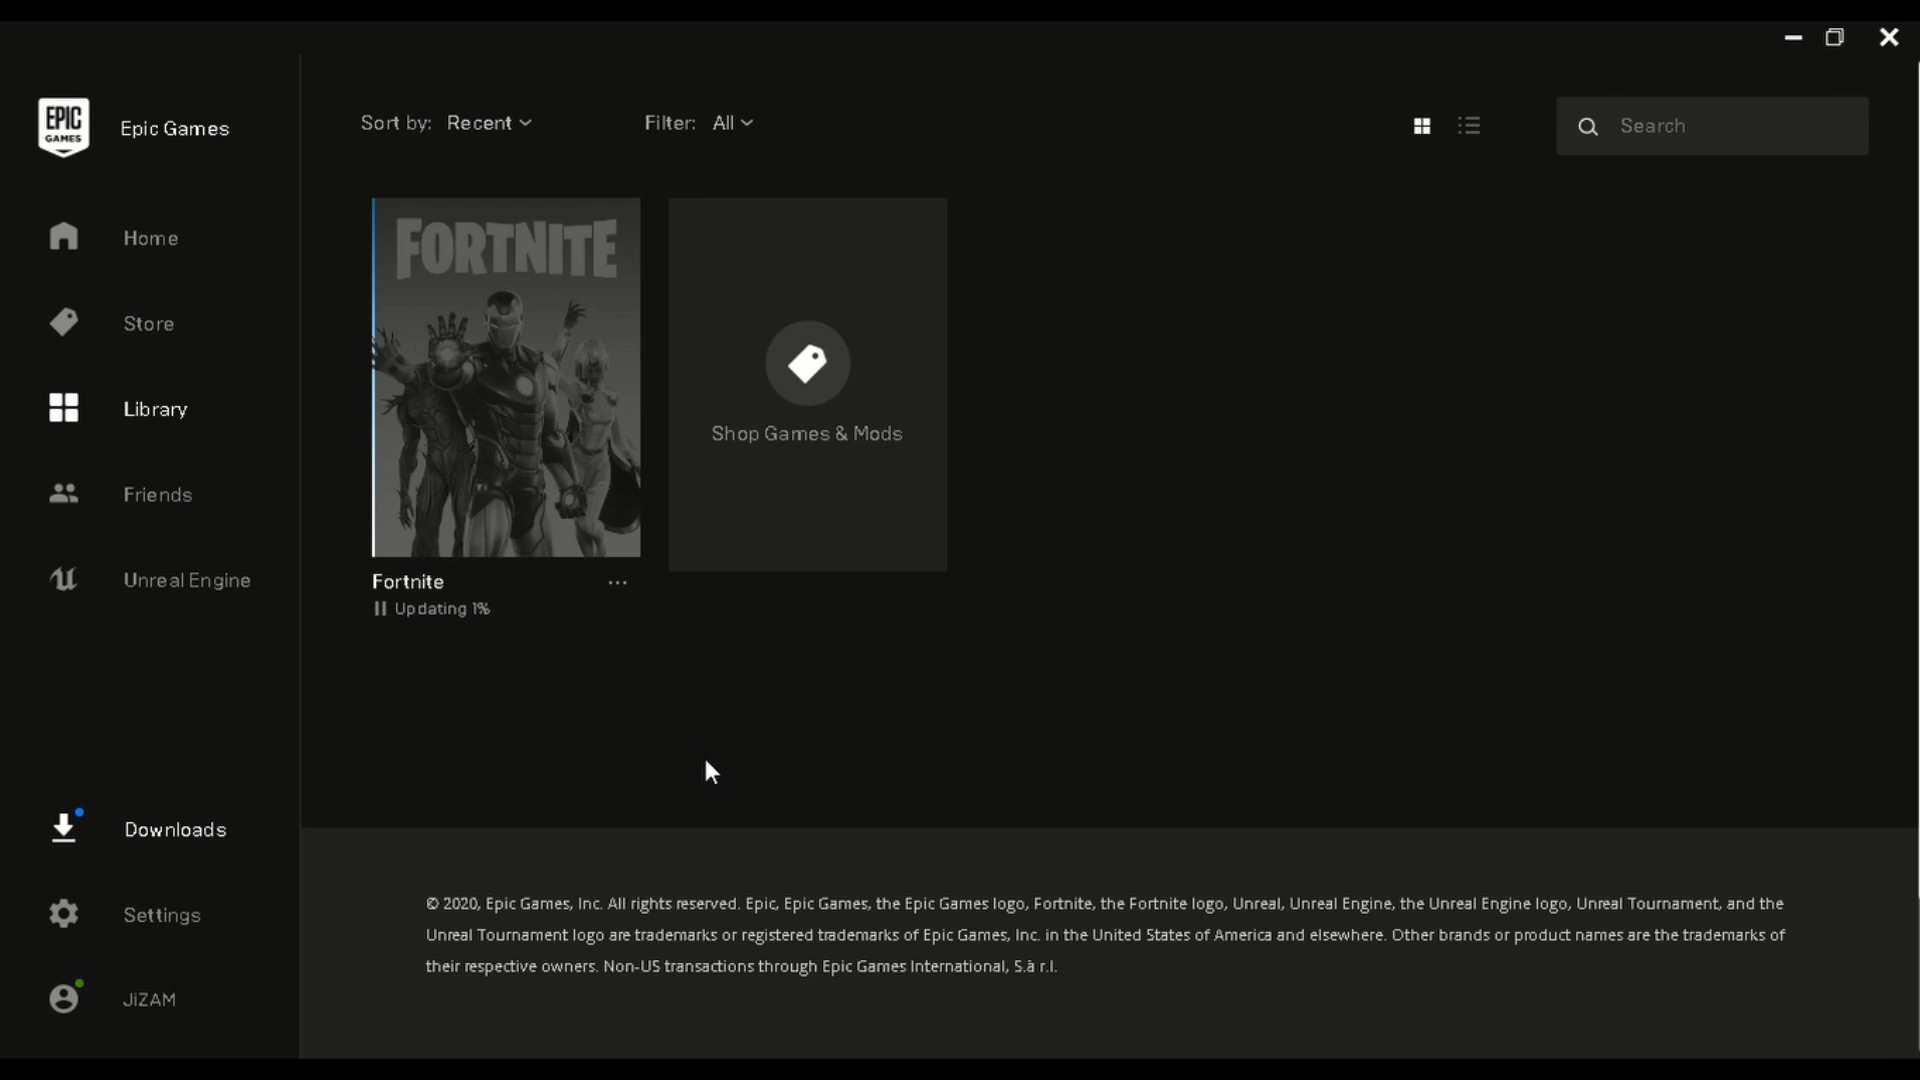 EPIC
GAMES
Epic Games
Sort by: Recent
Filter: All
Search
Home
Store
Library
Friends
Unreal Engine
FORTNITE
Shop Games & Mods
Fortnite
Updating 1%
Downloads
Settings
JiZAM
© 2020, Epic Games, Inc. All rights reserved. Epic, Epic Games, the Epic Games logo, Fortnite, the Fortnite logo, Unreal, Unreal Engine, the Unreal Engine logo, Unreal Tournament, and the
Unreal Tournament logo are trademarks or registered trademarks of Epic Games, Inc. in the United States of America and elsewhere. Other brands or product names are the trademarks of
their respective owners. Non-US transactions through Epic Games International, S.à r.l.